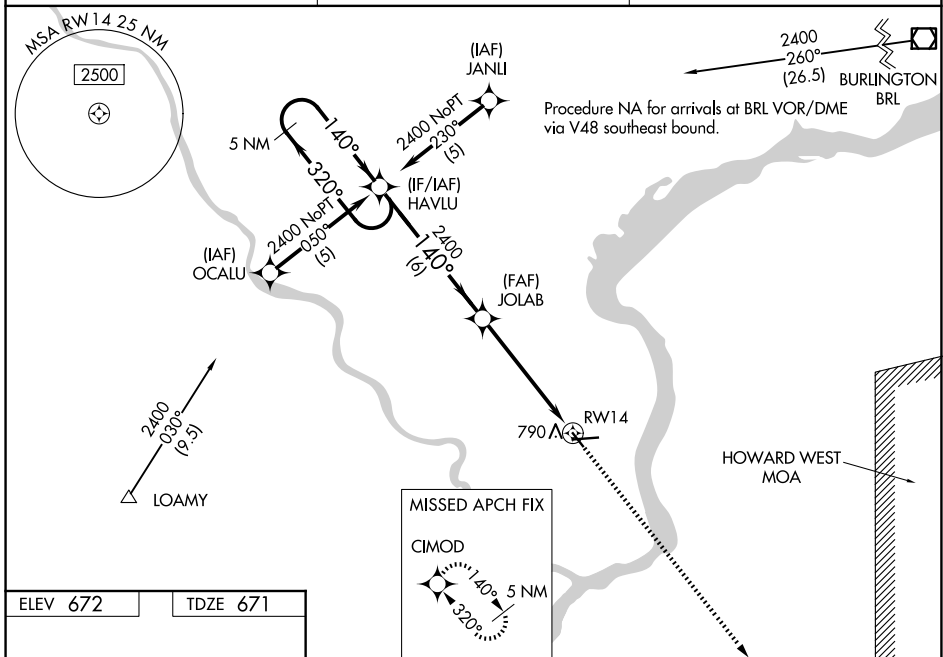 MSA RW14 25 NM
2500
(IAF)
JANLI
2400
260°
(26.5)
BURLINGTON
BRL
Procedure NA for arrivals at BRL VOR/DME
via V48 southeast bound.
5 NM
140°
320°
2400 NoPT
230°
(5)
(IF/IAF)
HAVLU
2400 NoPT
050°
(5)
(IAF)
OCALU
2400
140°
(6)
(FAF)
JOLAB
2400
030°
(9.5)
LOAMY
790
RW14
HOWARD WEST
MOA
MISSED APCH FIX
CIMOD
140°
320°
5 NM
ELEV 672
TDZE 671